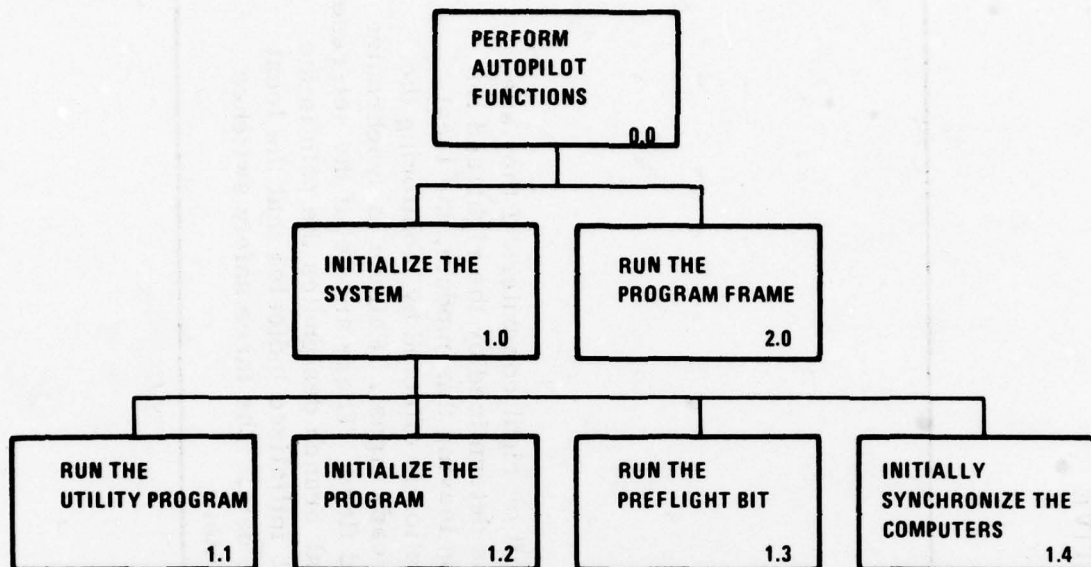 PERFORM
AUTOPILOT
FUNCTIONS
0.0
INITIALIZE THE
SYSTEM
1.0
RUN THE
PROGRAM FRAME
2.0
RUN THE
UTILITY PROGRAM
1.1
INITIALIZE THE
PROGRAM
1.2
RUN THE
PREFLIGHT BIT
1.3
INITIALLY
SYNCHRONIZE THE
COMPUTERS
1.4